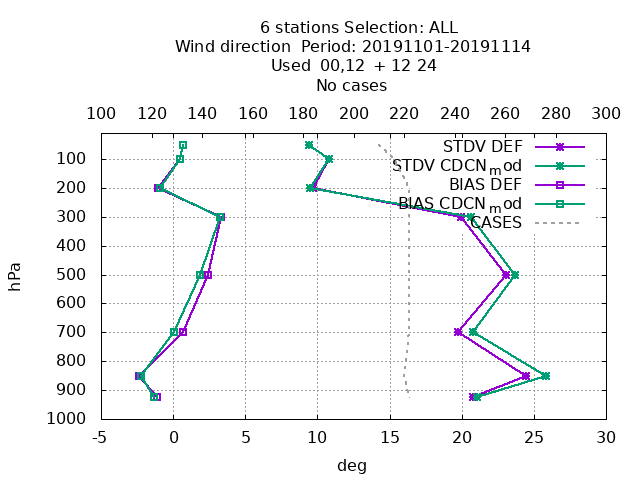 6 stations Selection: ALL
Wind direction  Period: 20191101-20191114
Used  00,12  + 12 24
No cases
100 120 140 160 180 200 220 240 260 280 300
STDV DEF
STDV CDCNmod
BIAS DEF
BIAS CDCNmod
CASES
hPa
100
200
300
400
500
600
700
800
900
1000
-5 0 5 10 15 20 25 30
deg